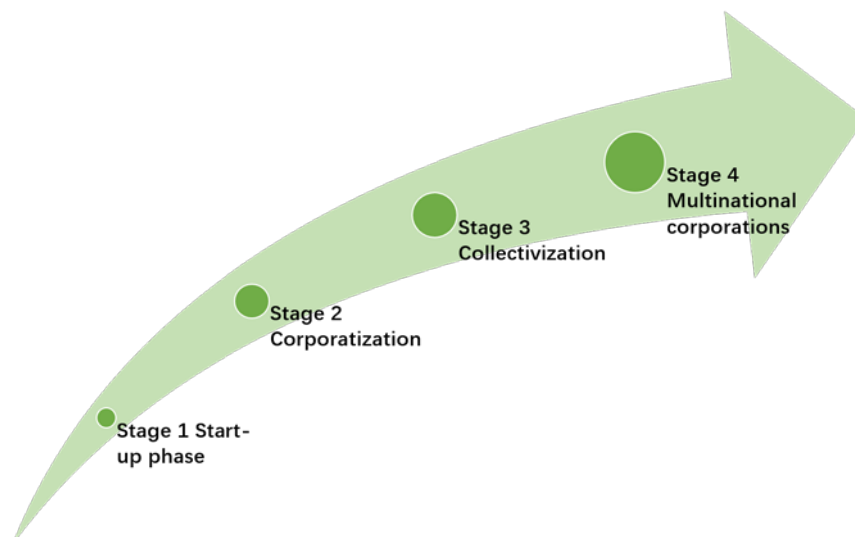 Stage 4
Multinational
corporations
Stage 3
Collectivization
Stage 2
Corporatization
Stage 1 Start-
up phase